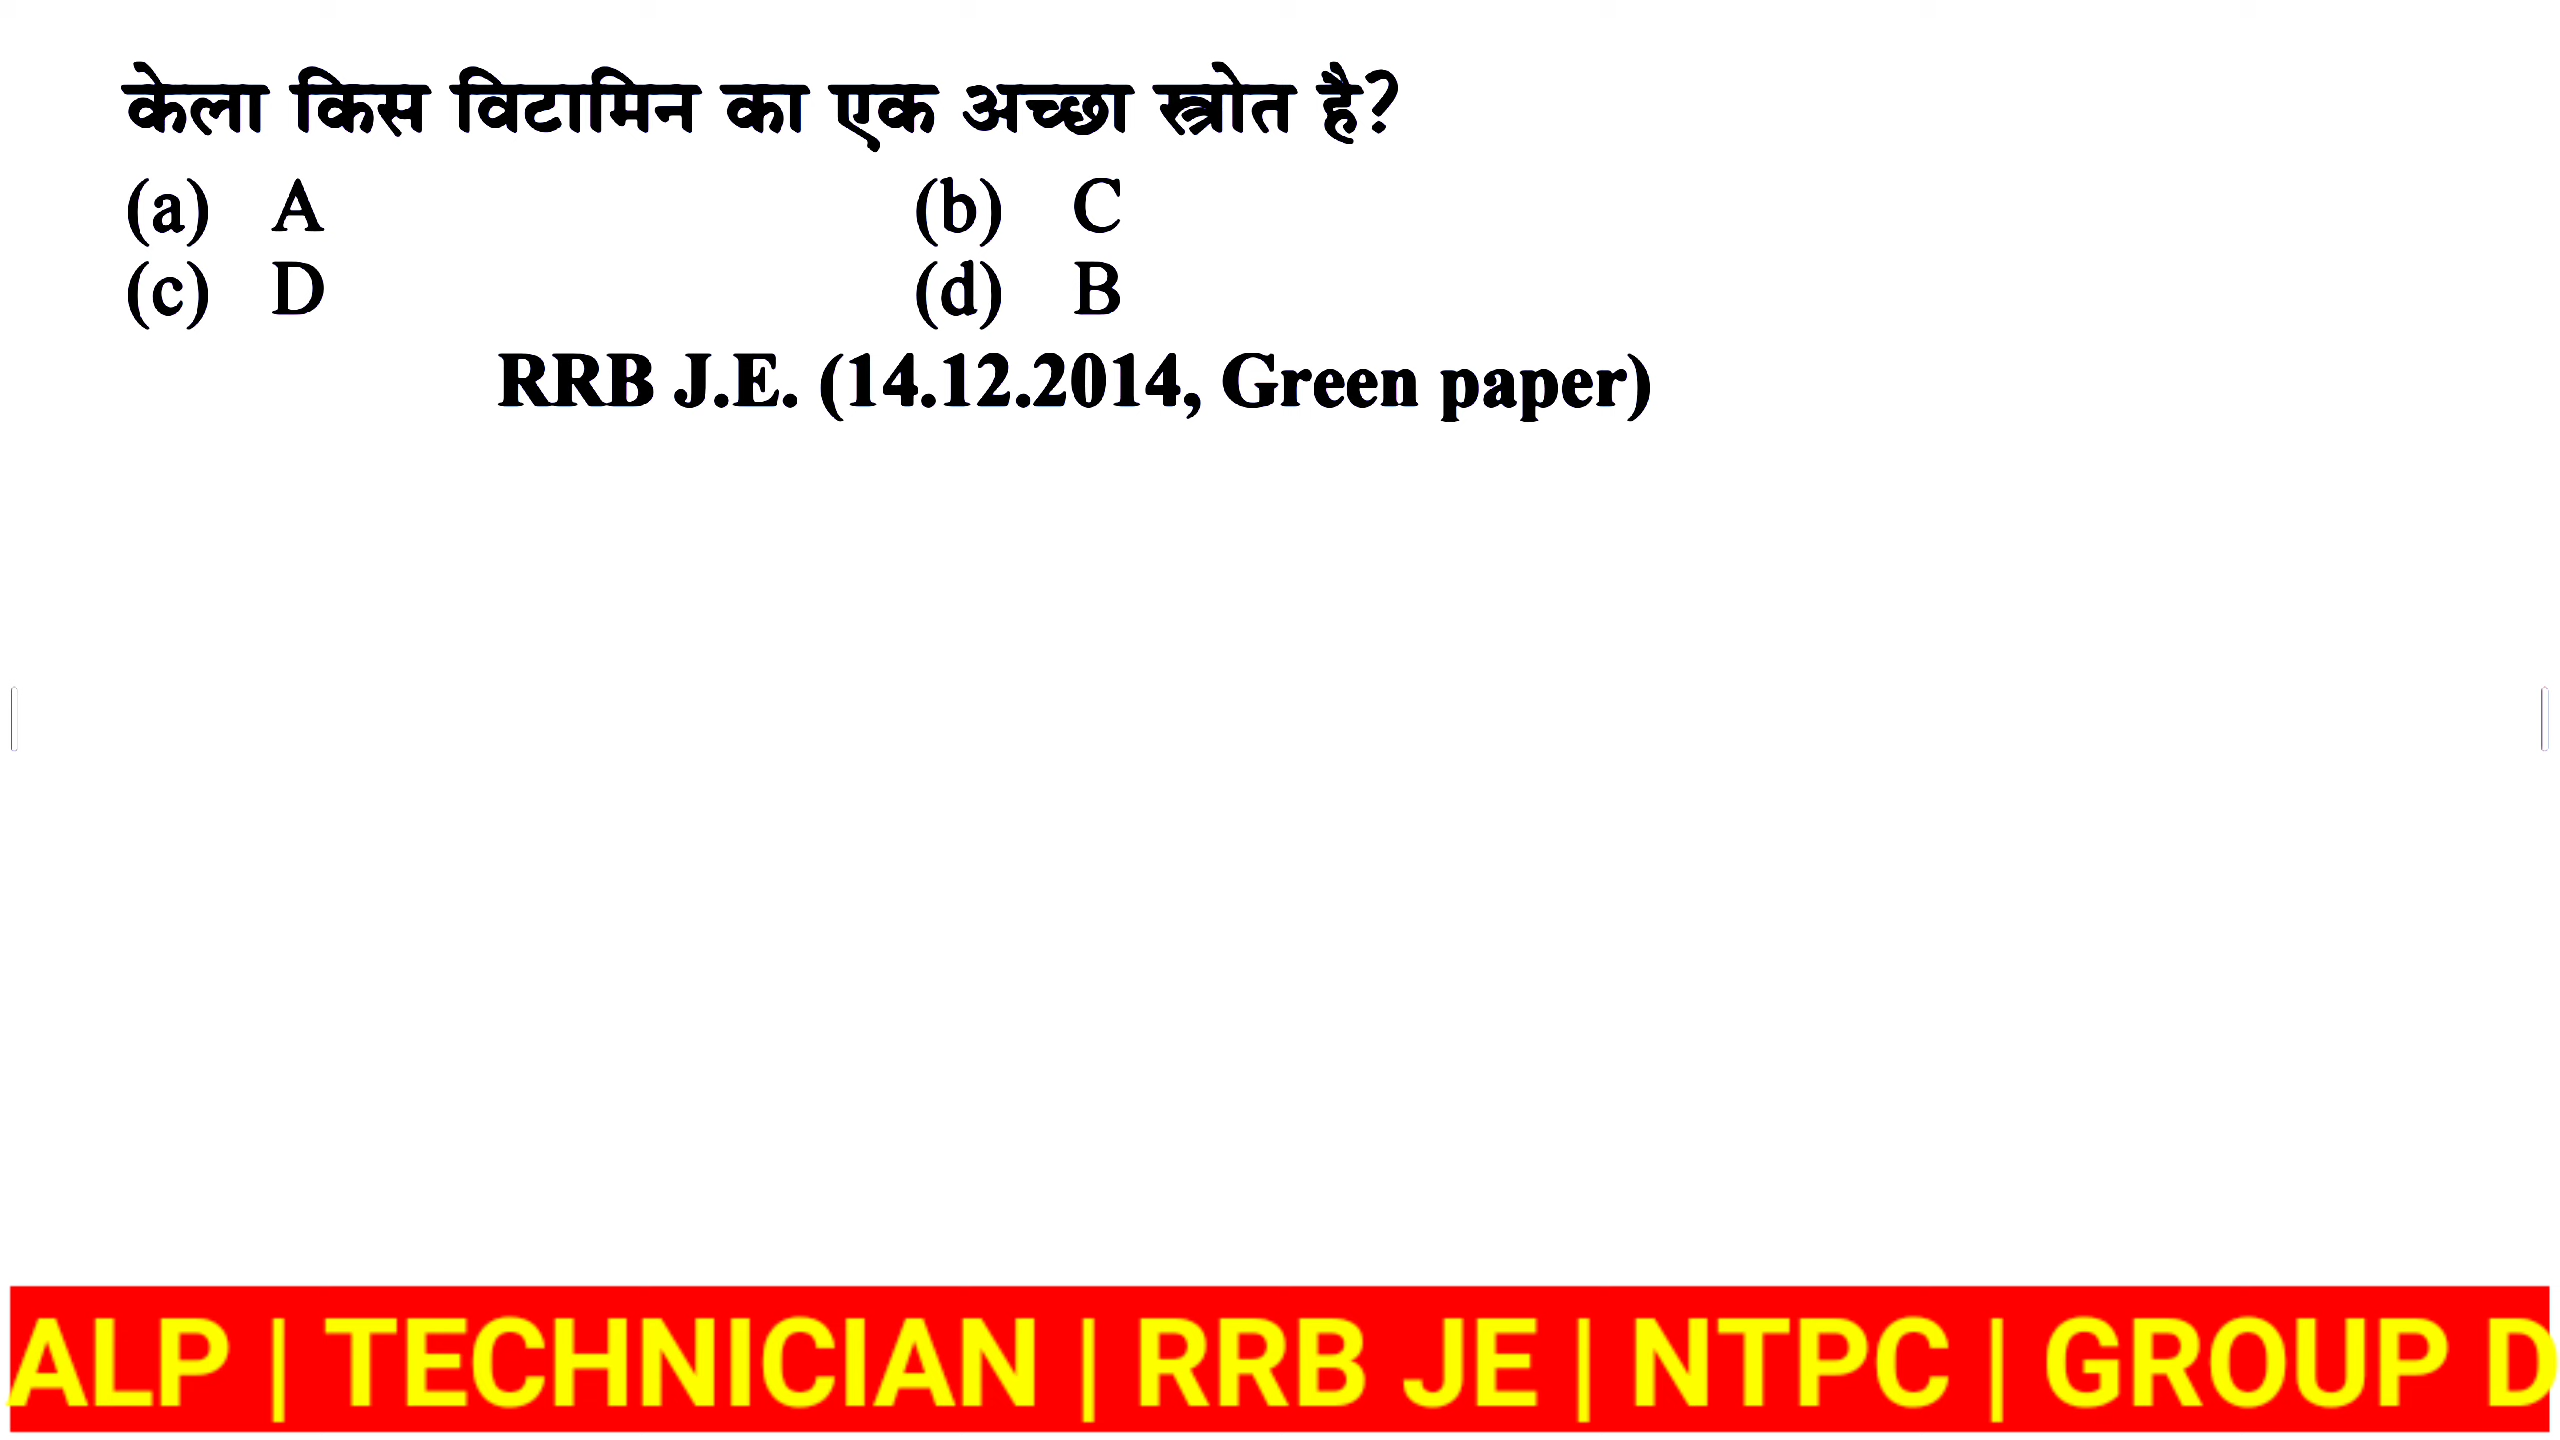 केला किस विटामिन का एक अच्छा स्त्रोत है?
(a) A (b) C
(c) D (d) B
RRB J.E. (14.12.2014, Green paper)
ALP | TECHNICIAN | RRB JE | NTPC | GROUP D